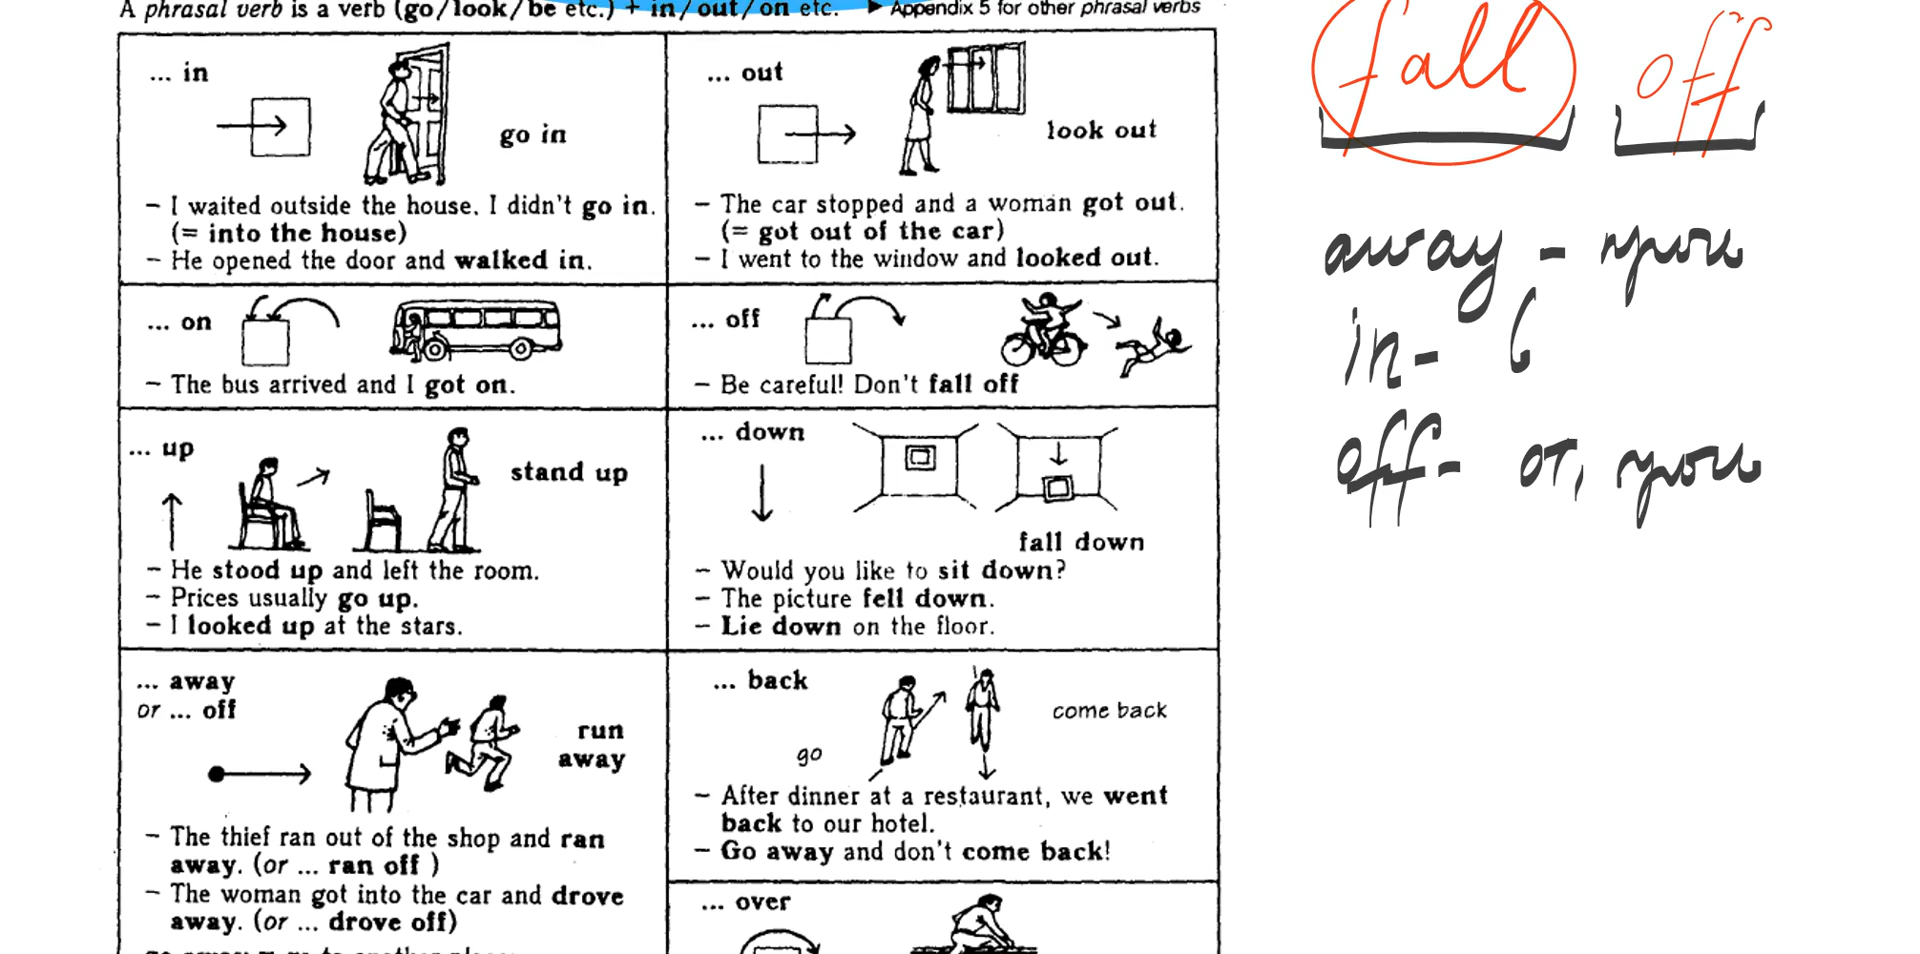 A phrasal verb is a verb (go/look/be etc.) + in/out/on etc. ► Appendix 5 for other phrasal verbs
... in
go in
– I waited outside the house. I didn't go in.
(= into the house)
– He opened the door and walked in.
... out
look out
– The car stopped and a woman got out.
(= got out of the car)
– I went to the window and looked out.
... on
– The bus arrived and I got on.
... off
– Be careful! Don't fall off
... up
stand up
– He stood up and left the room.
– Prices usually go up.
– I looked up at the stars.
... down
fall down
– Would you like to sit down?
– The picture fell down.
– Lie down on the floor.
... away
or ... off
run
away
– The thief ran out of the shop and ran
away. (or ... ran off )
– The woman got into the car and drove
away. (or ... drove off)
... back
go
come back
– After dinner at a restaurant, we went
back to our hotel.
– Go away and don't come back!
... over
fall off
away - прочь
in - в
off - от, прочь